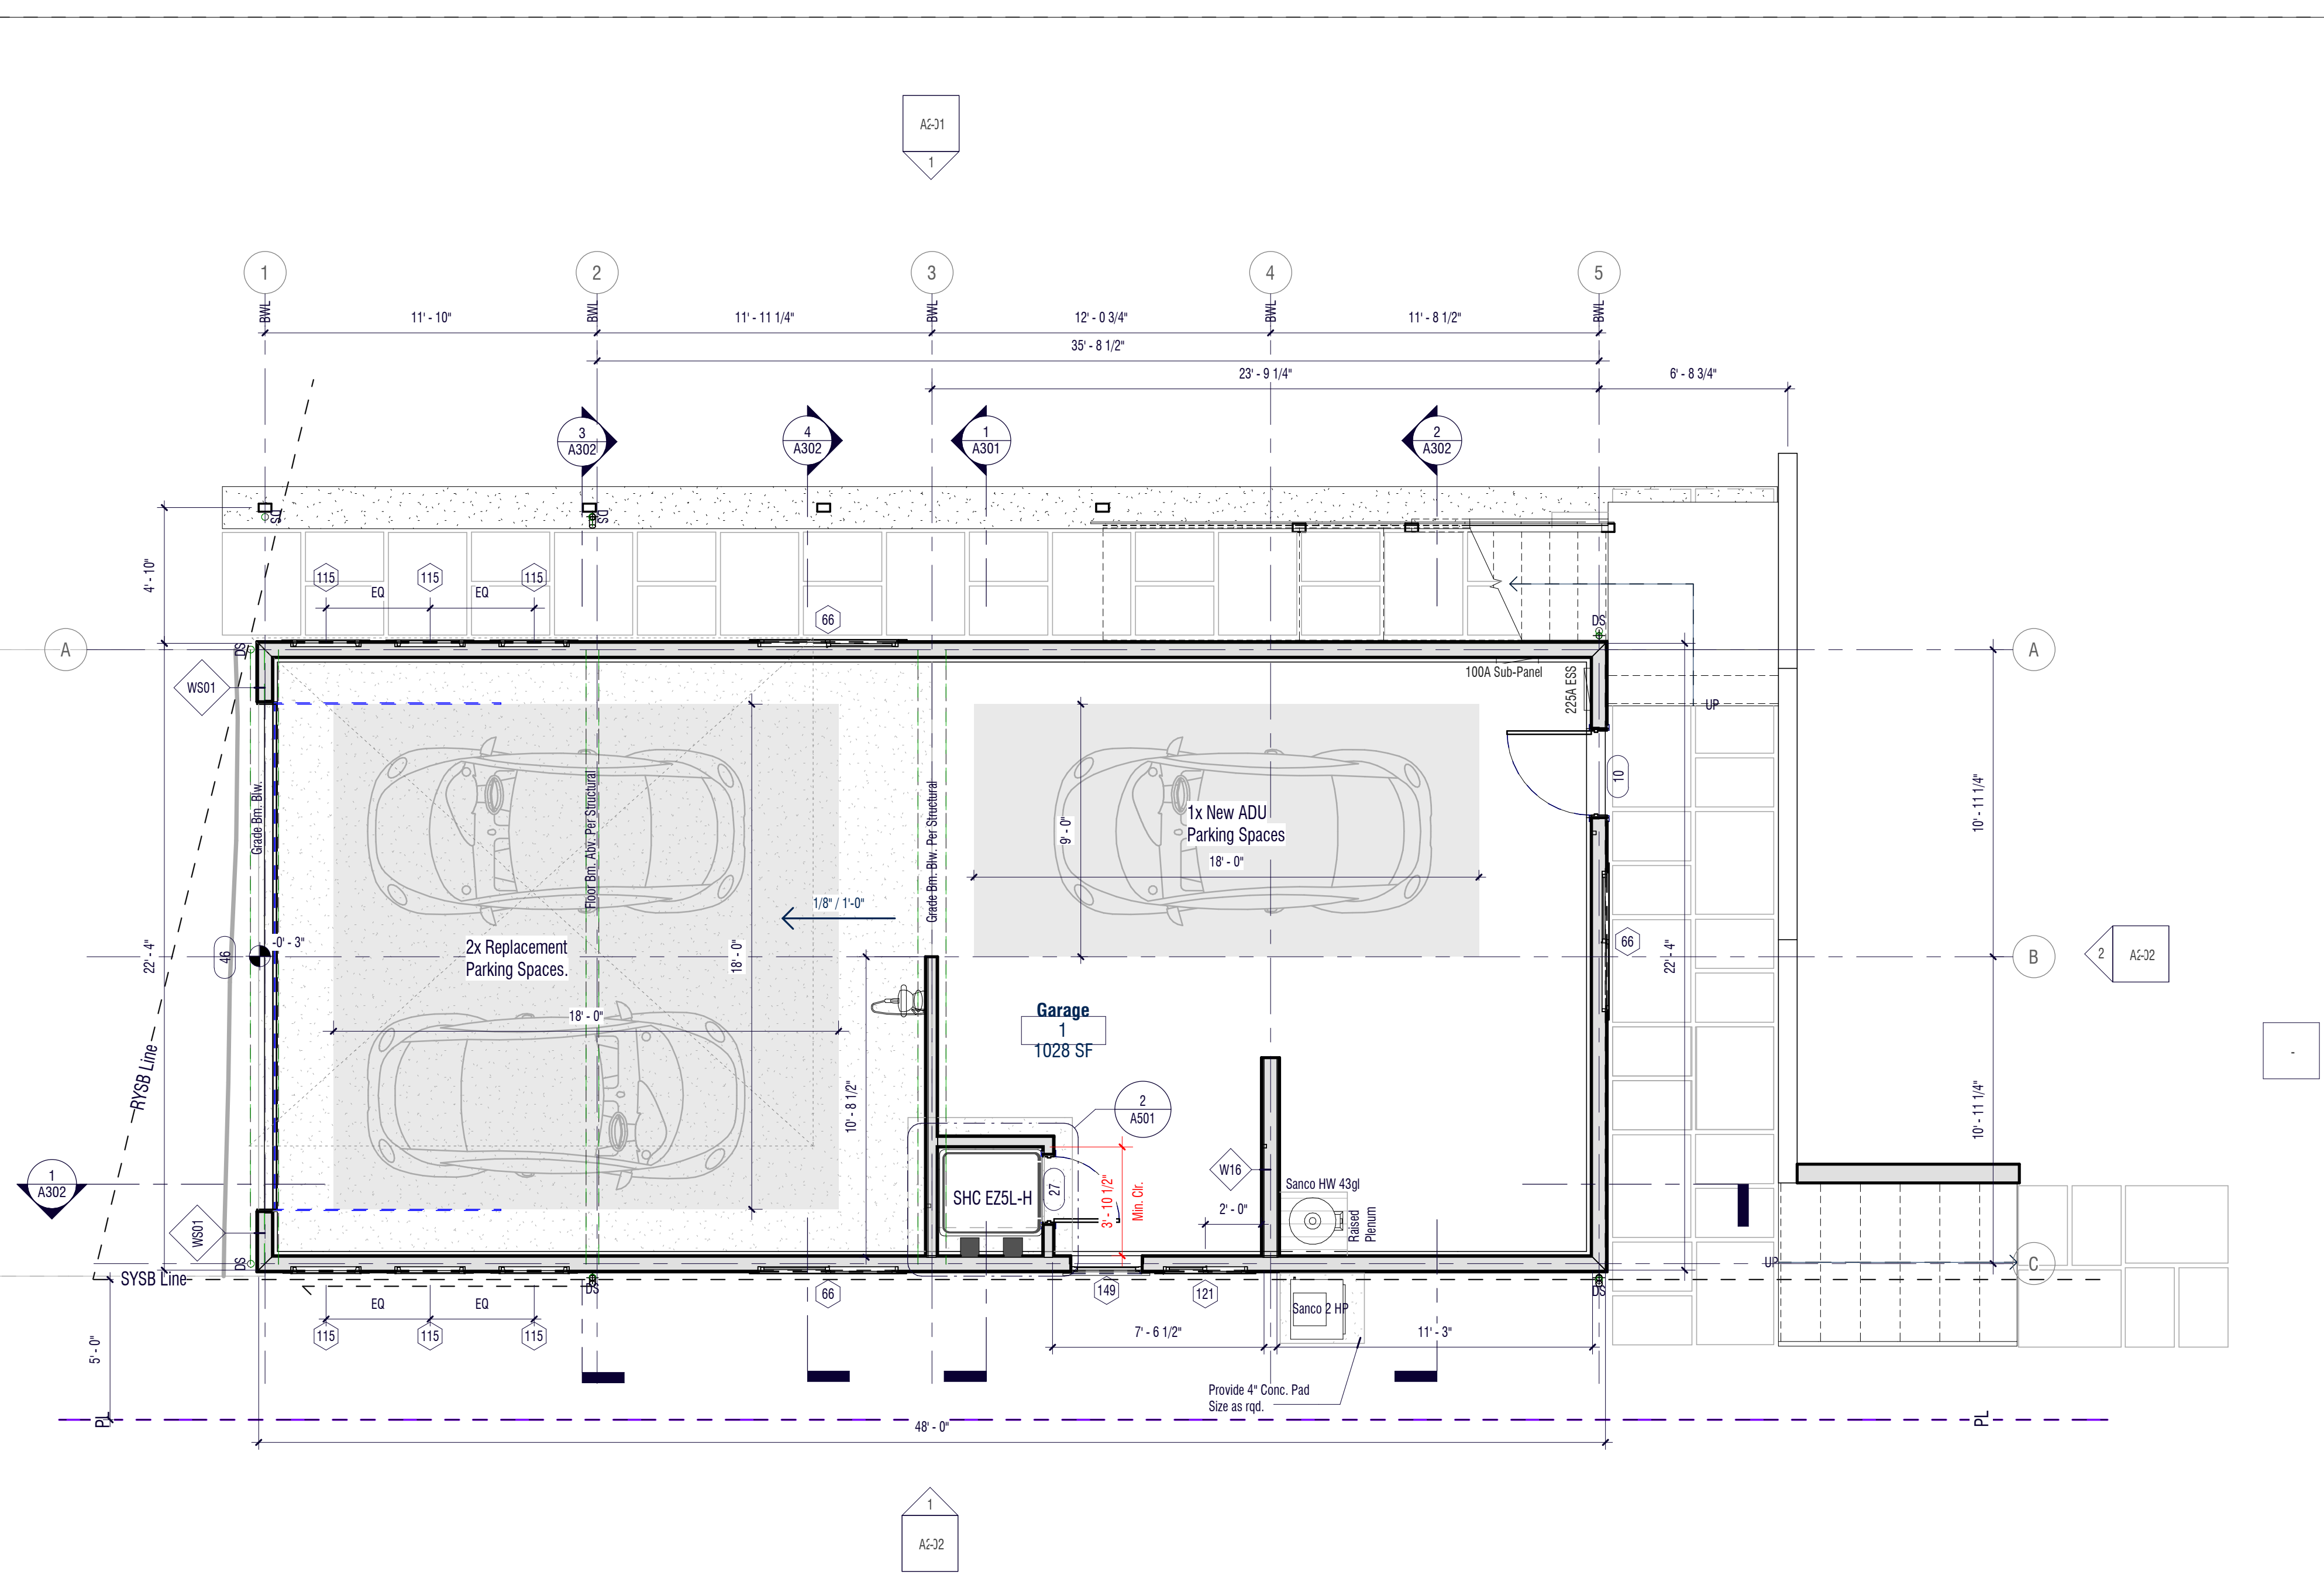 A2-01
1
1
2
3
4
5
BWL
BWL
BWL
BWL
BWL
11' - 10"
11' - 11 1/4"
12' - 0 3/4"
11' - 8 1/2"
35' - 8 1/2"
23' - 9 1/4"
6' - 8 3/4"
3
A302
4
A302
1
A301
2
A302
DS
DS
4' - 10"
115
115
115
EQ
EQ
66
DS
A
DS
A
WS01
100A Sub-Panel
225A ESS
UP
10
Grade Bm. Blw.
Floor Bm. Abv. Per Structural
Grade Bm. Blw. Per Structural
9' - 0"
1x New ADU
Parking Spaces
18' - 0"
10' - 11 1/4"
1/8" / 1'-0"
22' - 4"
46
-0' - 3"
2x Replacement
Parking Spaces.
18' - 0"
66
22' - 4"
B
2
A2-02
18' - 0"
Garage
1
1028 SF
-
RYSB Line
10' - 8 1/2"
2
A501
10' - 11 1/4"
1
A302
WS01
SHC EZ5L-H
27
3' - 10 1/2"
Min. Clr.
W16
2' - 0"
Sanco HW 43gl
Raised
Plenum
DS
UP
C
SYSB Line
DS
DS
66
149
121
Sanco 2 HP
EQ
EQ
115
115
115
5' - 0"
7' - 6 1/2"
11' - 3"
Provide 4" Conc. Pad
Size as rqd.
PL
PL
48' - 0"
1
A2-02